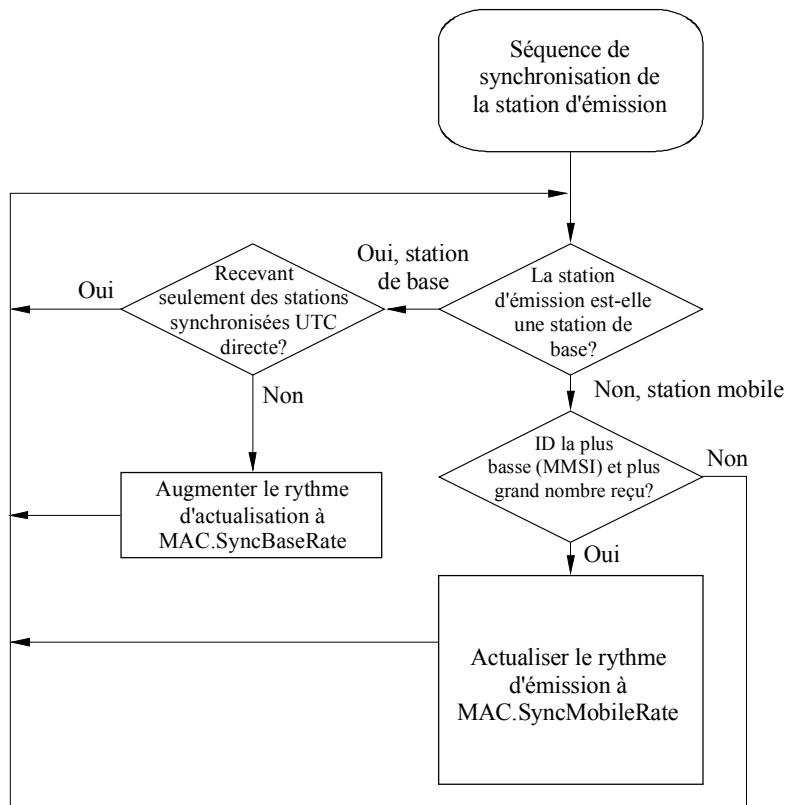 Séquence de
synchronisation de
la station d'émission
Oui, station
de base
Recevant
seulement des stations
synchronisées UTC
directe?
Oui
La station
d'émission est-elle
une station de
base?
Non
Non, station mobile
ID la plus
basse (MMSI) et plus
grand nombre reçu?
Non
Augmenter le rythme
d'actualisation à
MAC.SyncBaseRate
Oui
Actualiser le rythme
d'émission à
MAC.SyncMobileRate